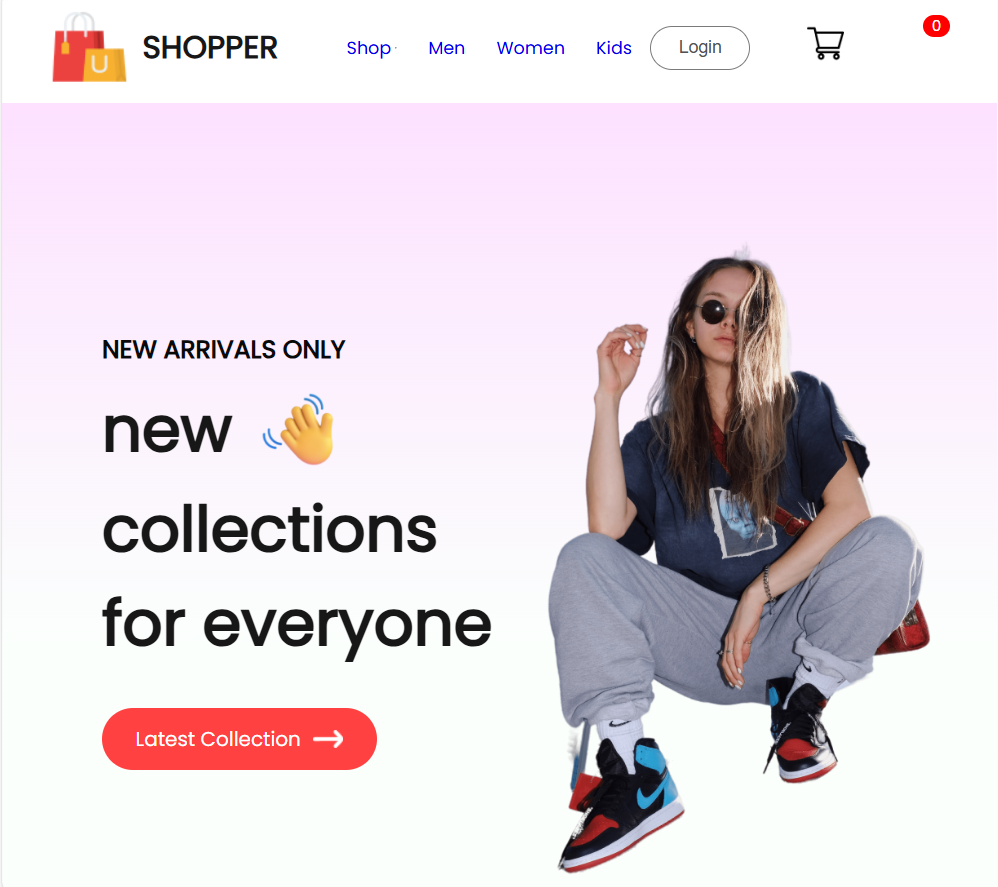 SHOPPER
Shop Men Women Kids Login 0
NEW ARRIVALS ONLY
new
collections
for everyone
Latest Collection